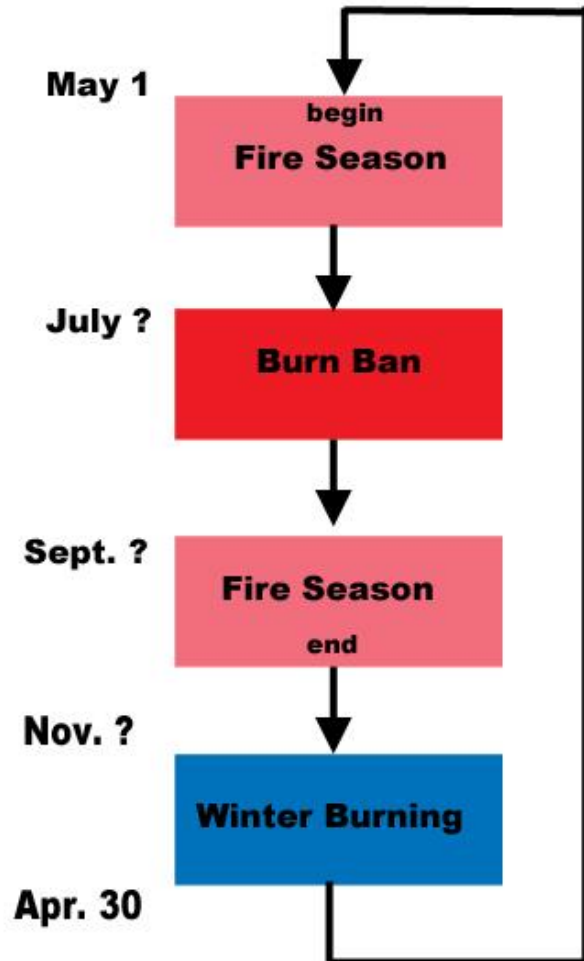 May 1
begin
Fire Season
July ?
Burn Ban
Sept. ?
Fire Season
end
Nov. ?
Winter Burning
Apr. 30